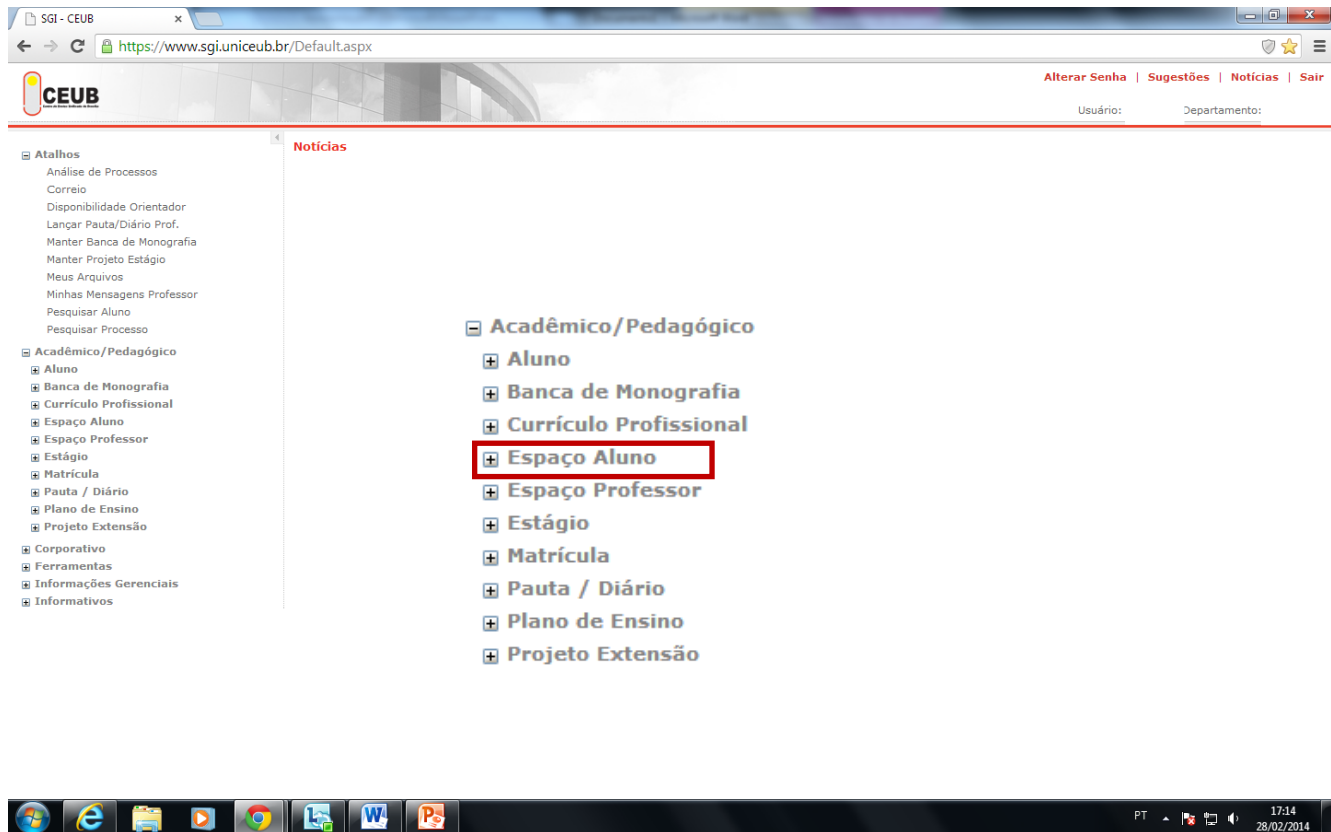 SGI - CEUB
https://www.sgi.uniceub.br/Default.aspx
CEUB
Alterar Senha | Sugestões | Notícias | Sair
Usuário: Departamento:
Notícias
Atalhos
Análise de Processos
Correio
Disponibilidade Orientador
Lançar Pauta/Diário Prof.
Manter Banca de Monografia
Manter Projeto Estágio
Meus Arquivos
Minhas Mensagens Professor
Pesquisar Aluno
Pesquisar Processo
Acadêmico/Pedagógico
Aluno
Banca de Monografia
Currículo Profissional
Espaço Aluno
Espaço Professor
Estágio
Matrícula
Pauta / Diário
Plano de Ensino
Projeto Extensão
Corporativo
Ferramentas
Informações Gerenciais
Informativos
Acadêmico/Pedagógico
Aluno
Banca de Monografia
Currículo Profissional
Espaço Aluno
Espaço Professor
Estágio
Matrícula
Pauta / Diário
Plano de Ensino
Projeto Extensão
PT
17:14
28/02/2014